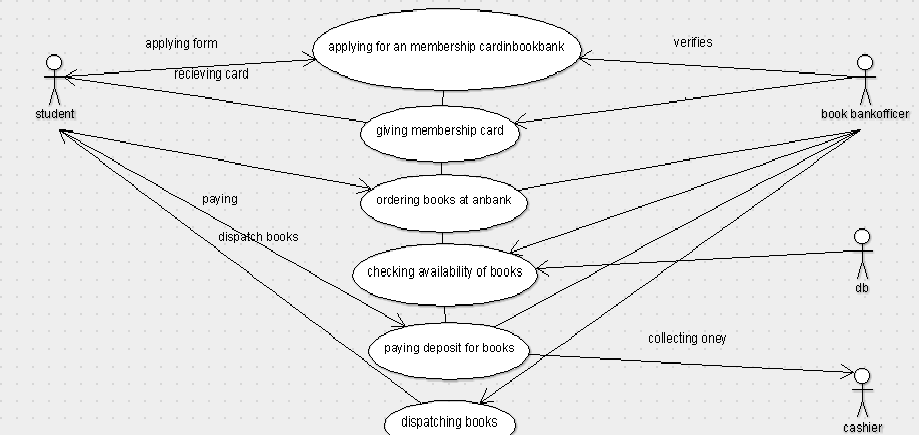 applying form
applying for an membership cardinbookbank
verifies
recieving card
student
book bankofficer
giving membership card
paying
ordering books at anbank
dispatch books
checking availability of books
db
paying deposit for books
collecting oney
dispatching books
cashier